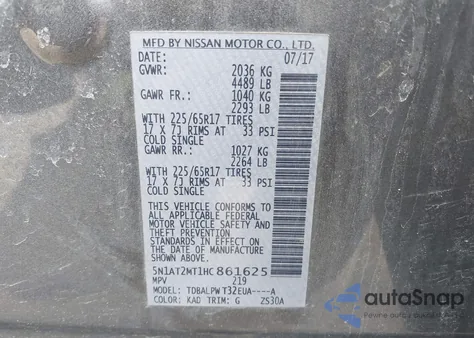 MFD BY NISSAN MOTOR CO., LTD.
DATE: 07/17
GVWR: 2036 KG
4489 LB
GAWR FR.: 1040 KG
2293 LB
WITH 225/65R17 TIRES
17 X 7J RIMS AT 33 PSI
COLD SINGLE
GAWR RR.: 1027 KG
2264 LB
WITH 225/65R17 TIRES
17 X 7J RIMS AT 33 PSI
COLD SINGLE
THIS VEHICLE CONFORMS TO
ALL APPLICABLE FEDERAL
MOTOR VEHICLE SAFETY
AND THEFT PREVENTION
STANDARDS IN EFFECT ON
THE DATE OF MANUFACTURE
SHOWN ABOVE.
5N1AT2MT1HC861625
MPV 219
MODEL: TDBALPWT32EUA----A
COLOR: KAD TRIM: G ZS30A
autoSnap